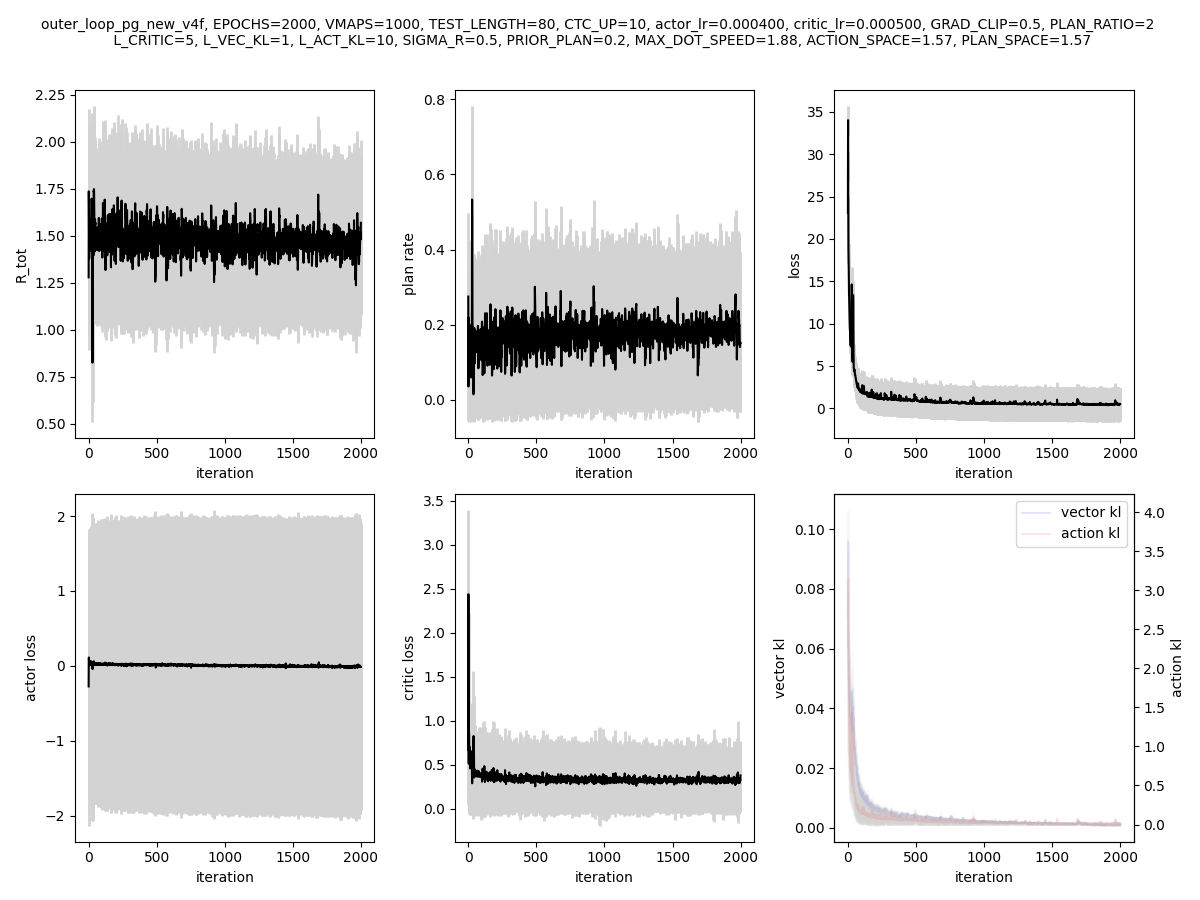 outer_loop_pg_new_v4f, EPOCHS=2000, VMAPS=1000, TEST_LENGTH=80, CTC_UP=10, actor_lr=0.000400, critic_lr=0.000500, GRAD_CLIP=0.5, PLAN_RATIO=2
L_CRITIC=5, L_VEC_KL=1, L_ACT_KL=10, SIGMA_R=0.5, PRIOR_PLAN=0.2, MAX_DOT_SPEED=1.88, ACTION_SPACE=1.57, PLAN_SPACE=1.57
R_tot
2.25
2.00
1.75
1.50
1.25
1.00
0.75
0.50
0 500 1000 1500 2000
iteration
plan rate
0.8
0.6
0.4
0.2
0.0
0 500 1000 1500 2000
iteration
loss
35
30
25
20
15
10
5
0
0 500 1000 1500 2000
iteration
actor loss
2
1
0
−1
−2
0 500 1000 1500 2000
iteration
critic loss
3.5
3.0
2.5
2.0
1.5
1.0
0.5
0.0
0 500 1000 1500 2000
iteration
vector kl
0.10
0.08
0.06
0.04
0.02
0.00
vector kl
action kl
4.0
3.5
3.0
2.5
2.0
1.5
1.0
0.5
0.0
action kl
0 500 1000 1500 2000
iteration